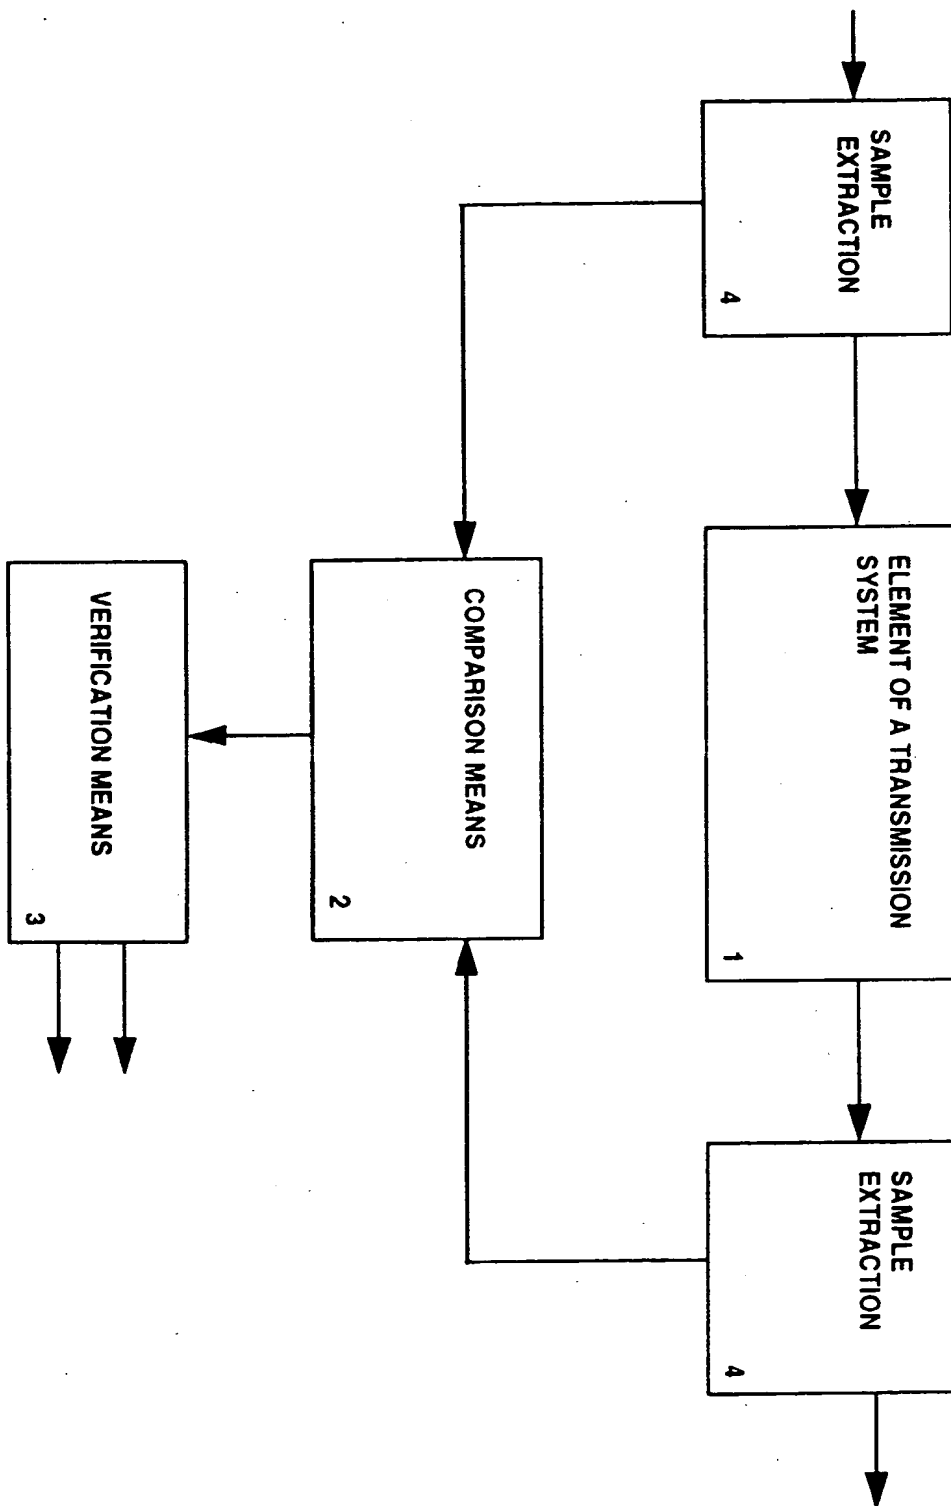 SAMPLE
EXTRACTION
4
ELEMENT OF A TRANSMISSION
SYSTEM
1
SAMPLE
EXTRACTION
4
COMPARISON MEANS
2
VERIFICATION MEANS
3